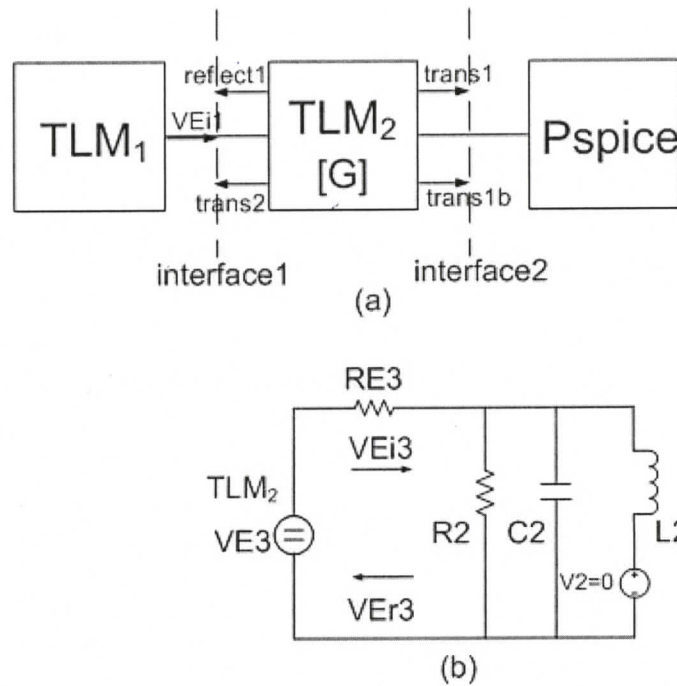 reflect1
trans1
TLM₁
VEi1
TLM₂
[G]
Pspice
trans2
trans1b
interface1
interface2
(a)
RE3
VEi3
TLM₂
VE3
R2
C2
L2
V2=0
VEr3
(b)